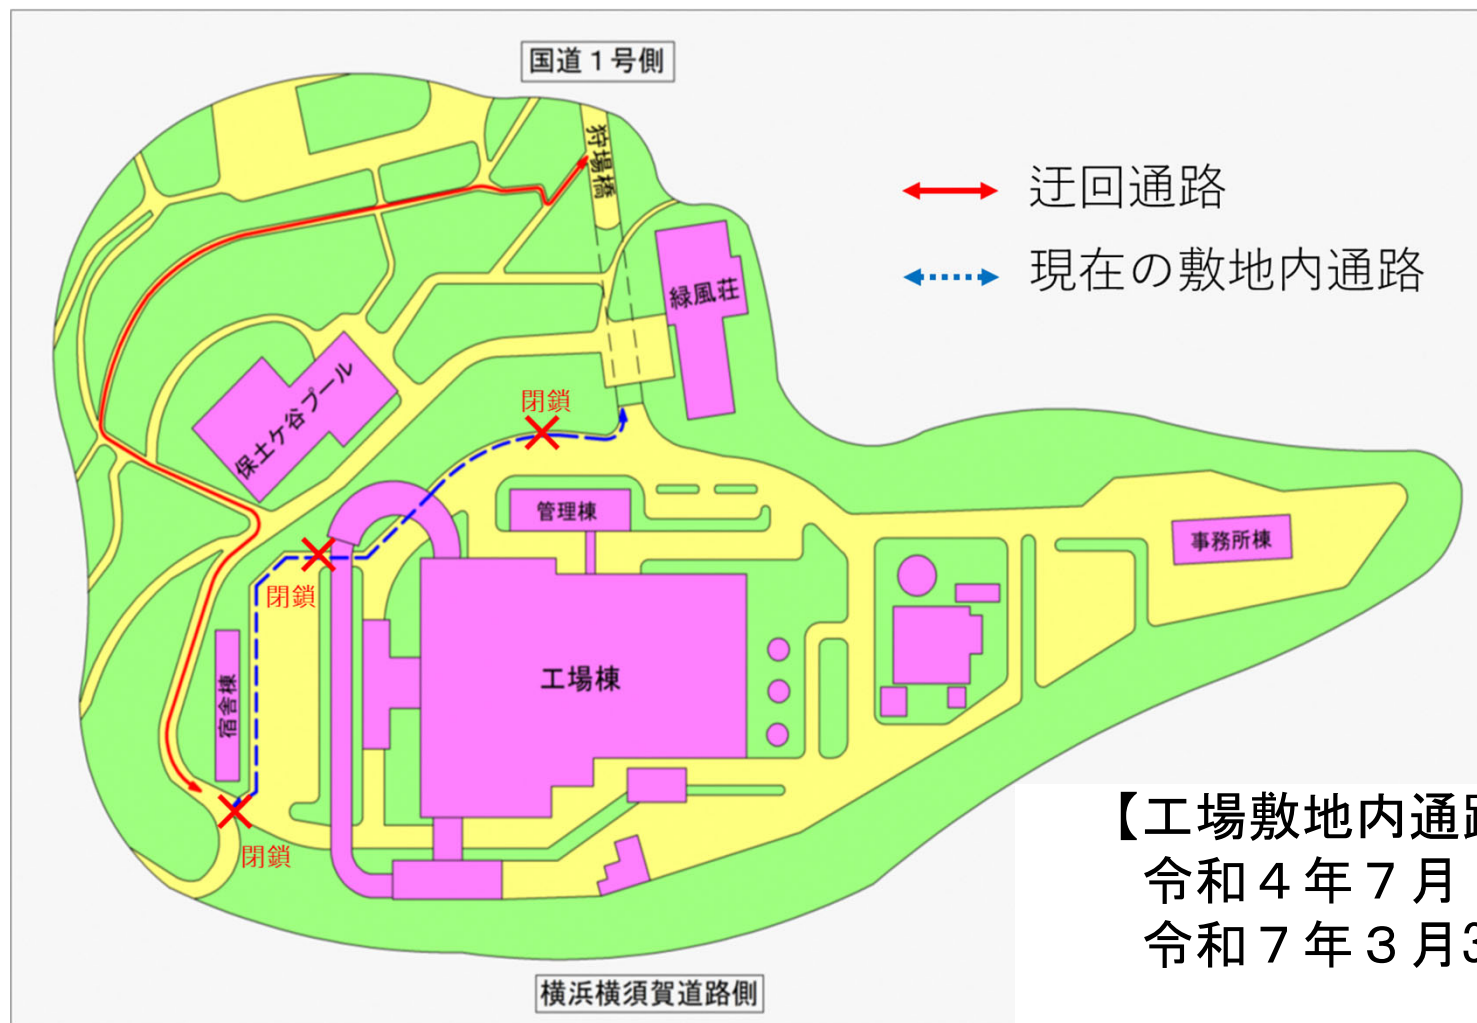 国道１号側
狩場橋
迂回通路
現在の敷地内通路
緑風荘
保土ケ谷プール
閉鎖
管理棟
事務所棟
閉鎖
工場棟
宿舎棟
閉鎖
【工場敷地内通路
令和４年７月
令和７年３月3
横浜横須賀道路側